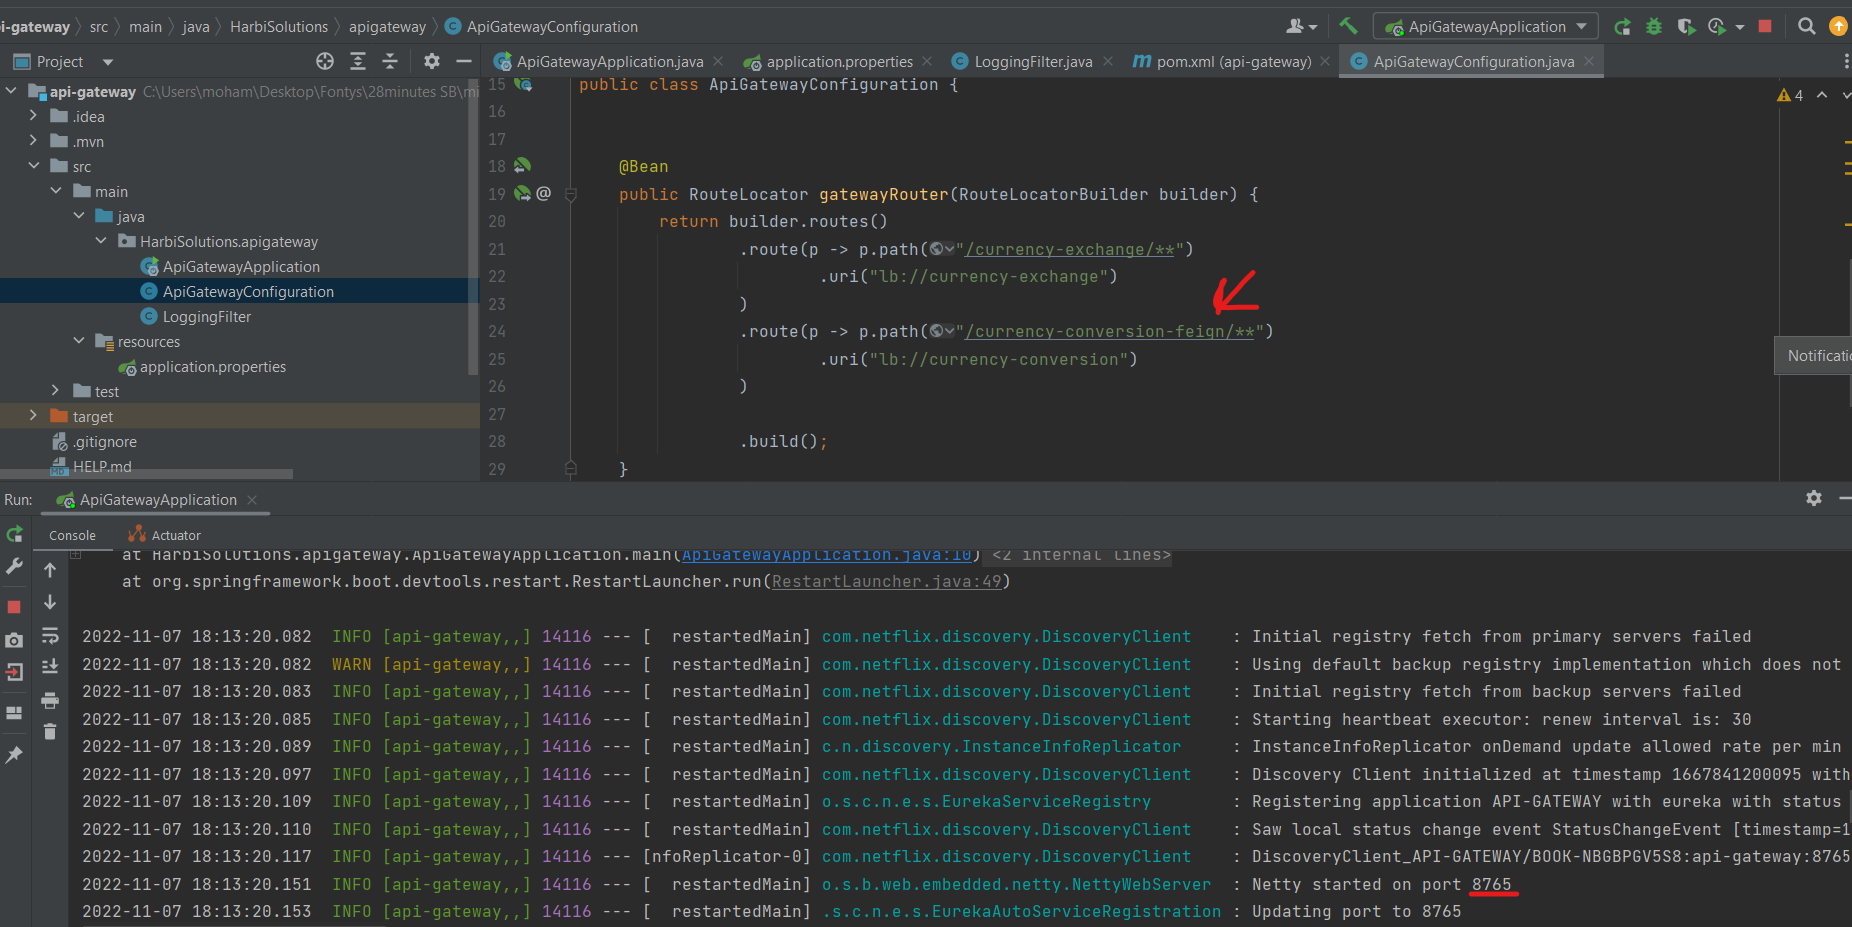 i-gateway src main java HarbiSolutions apigateway ApiGatewayConfiguration
ApiGatewayApplication
Project
ApiGatewayApplication.java application.properties LoggingFilter.java pom.xml (api-gateway) ApiGatewayConfiguration.java
api-gateway C:\Users\moham\Desktop\Fontys\28minutes SB\mi
.idea
.mvn
src
main
java
HarbiSolutions.apigateway
ApiGatewayApplication
ApiGatewayConfiguration
LoggingFilter
resources
application.properties
test
target
.gitignore
HELP.md
4
15 public class ApiGatewayConfiguration {
16
17
18 @Bean
19 @ public RouteLocator gatewayRouter(RouteLocatorBuilder builder) {
20 return builder.routes()
21 .route(p -> p.path("/currency-exchange/**")
22 .uri("lb://currency-exchange")
23 )
24 .route(p -> p.path("/currency-conversion-feign/**")
25 .uri("lb://currency-conversion")
26 )
27
28 .build();
29 }
Notificatio
Run: ApiGatewayApplication
Console Actuator
at HarbiSolutions.apigateway.ApiGatewayApplication.main(ApiGatewayApplication.java:10) <2 internal lines>
at org.springframework.boot.devtools.restart.RestartLauncher.run(RestartLauncher.java:49)
2022-11-07 18:13:20.082 INFO [api-gateway,,] 14116 --- [ restartedMain] com.netflix.discovery.DiscoveryClient : Initial registry fetch from primary servers failed
2022-11-07 18:13:20.082 WARN [api-gateway,,] 14116 --- [ restartedMain] com.netflix.discovery.DiscoveryClient : Using default backup registry implementation which does not
2022-11-07 18:13:20.083 INFO [api-gateway,,] 14116 --- [ restartedMain] com.netflix.discovery.DiscoveryClient : Initial registry fetch from backup servers failed
2022-11-07 18:13:20.085 INFO [api-gateway,,] 14116 --- [ restartedMain] com.netflix.discovery.DiscoveryClient : Starting heartbeat executor: renew interval is: 30
2022-11-07 18:13:20.089 INFO [api-gateway,,] 14116 --- [ restartedMain] c.n.discovery.InstanceInfoReplicator : InstanceInfoReplicator onDemand update allowed rate per min
2022-11-07 18:13:20.097 INFO [api-gateway,,] 14116 --- [ restartedMain] com.netflix.discovery.DiscoveryClient : Discovery Client initialized at timestamp 1667841200095 with
2022-11-07 18:13:20.109 INFO [api-gateway,,] 14116 --- [ restartedMain] o.s.c.n.e.s.EurekaServiceRegistry : Registering application API-GATEWAY with eureka with status
2022-11-07 18:13:20.110 INFO [api-gateway,,] 14116 --- [ restartedMain] com.netflix.discovery.DiscoveryClient : Saw local status change event StatusChangeEvent [timestamp=1
2022-11-07 18:13:20.117 INFO [api-gateway,,] 14116 --- [nfoReplicator-0] com.netflix.discovery.DiscoveryClient : DiscoveryClient_API-GATEWAY/BOOK-NBGBPGV5S8:api-gateway:8765
2022-11-07 18:13:20.151 INFO [api-gateway,,] 14116 --- [ restartedMain] o.s.b.web.embedded.netty.NettyWebServer : Netty started on port 8765
2022-11-07 18:13:20.153 INFO [api-gateway,,] 14116 --- [ restartedMain] .s.c.n.e.s.EurekaAutoServiceRegistration : Updating port to 8765